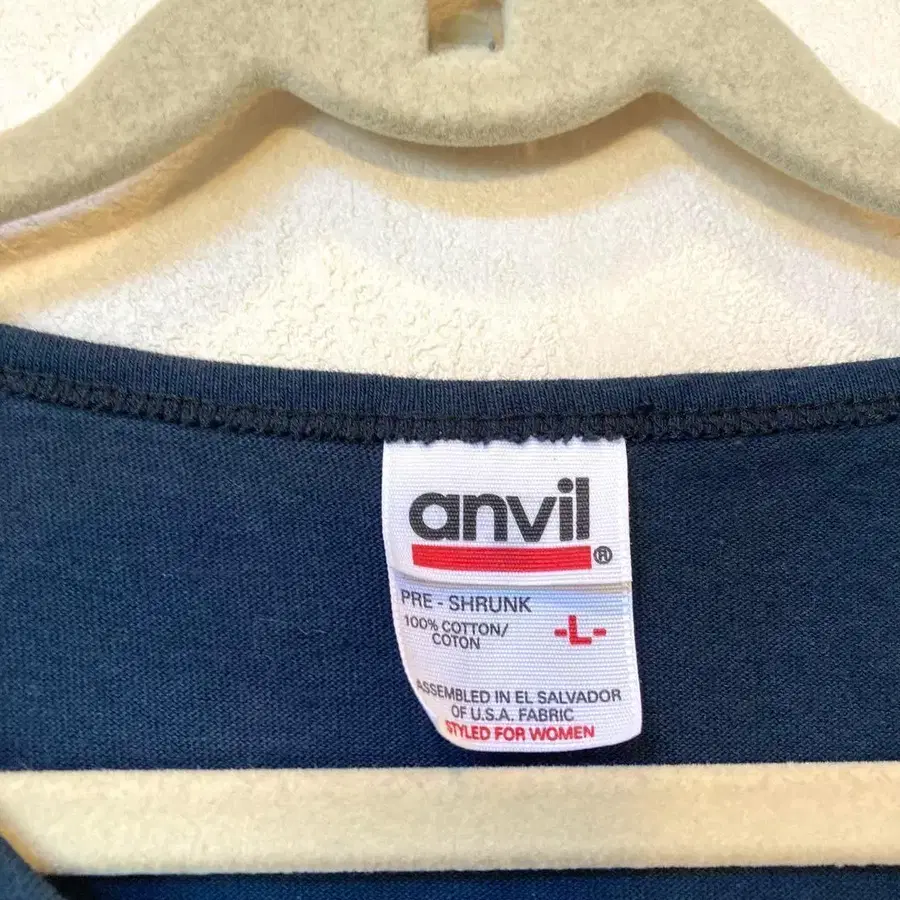 anvil®
PRE - SHRUNK
100% COTTON/
COTON
-L-
ASSEMBLED IN EL SALVADOR
OF U.S.A. FABRIC
STYLED FOR WOMEN